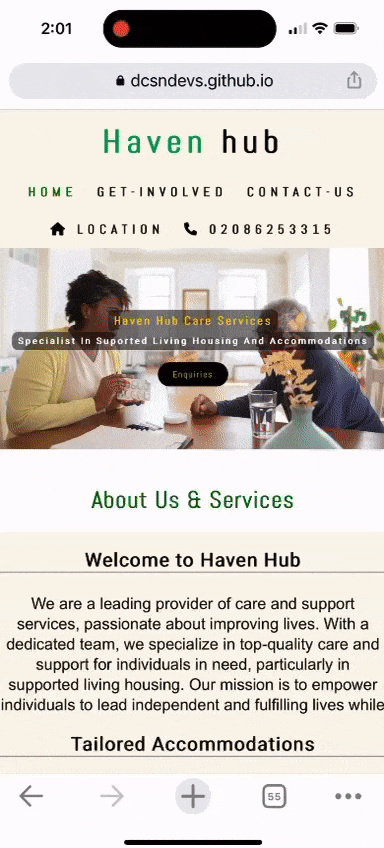 2:01
dcsndevs.github.io
Haven hub
HOME GET-INVOLVED CONTACT-US
LOCATION 02086253315
Haven Hub Care Services
Specialist In Suported Living Housing And Accommodations
Enquiries
About Us & Services
Welcome to Haven Hub
We are a leading provider of care and support
services, passionate about improving lives. With a
dedicated team, we specialize in top-quality care and
support for individuals in need, particularly in
supported living housing. Our mission is to empower
individuals to lead independent and fulfilling lives while
Tailored Accommodations
55